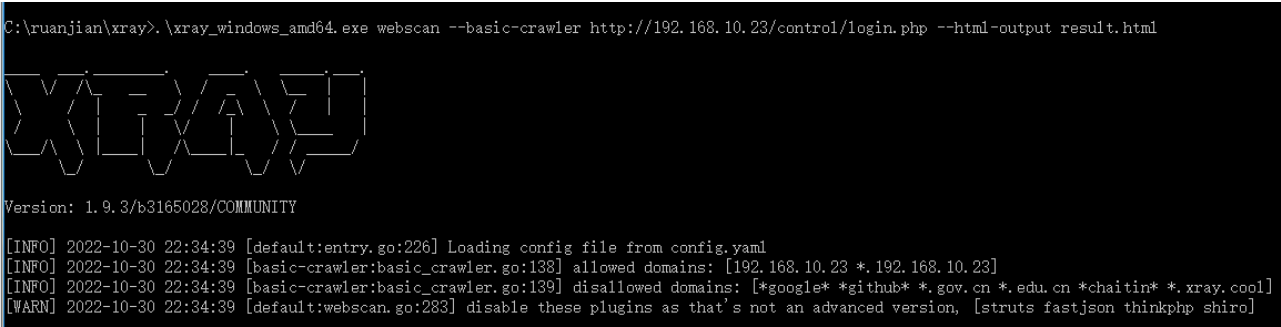 C:\ruanjian\xray>.\xray_windows_amd64.exe webscan --basic-crawler http://192.168.10.23/control/login.php --html-output result.html
XRAY
Version: 1.9.3/b3165028/COMMUNITY
[INFO] 2022-10-30 22:34:39 [default:entry.go:226] Loading config file from config.yaml
[INFO] 2022-10-30 22:34:39 [basic-crawler:basic_crawler.go:138] allowed domains: [192.168.10.23 *.192.168.10.23]
[INFO] 2022-10-30 22:34:39 [basic-crawler:basic_crawler.go:139] disallowed domains: [*google* *github* *.gov.cn *.edu.cn *chaitin* *.xray.cool]
[WARN] 2022-10-30 22:34:39 [default:webscan.go:283] disable these plugins as that's not an advanced version, [struts fastjson thinkphp shiro]